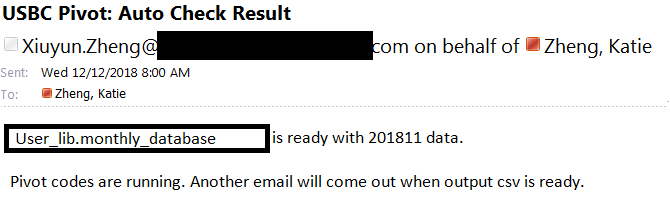 USBC Pivot: Auto Check Result
Xiuyun.Zheng@com on behalf of Zheng, Katie
Sent: Wed 12/12/2018 8:00 AM
To: Zheng, Katie
User_lib.monthly_database is ready with 201811 data.
Pivot codes are running. Another email will come out when output csv is ready.